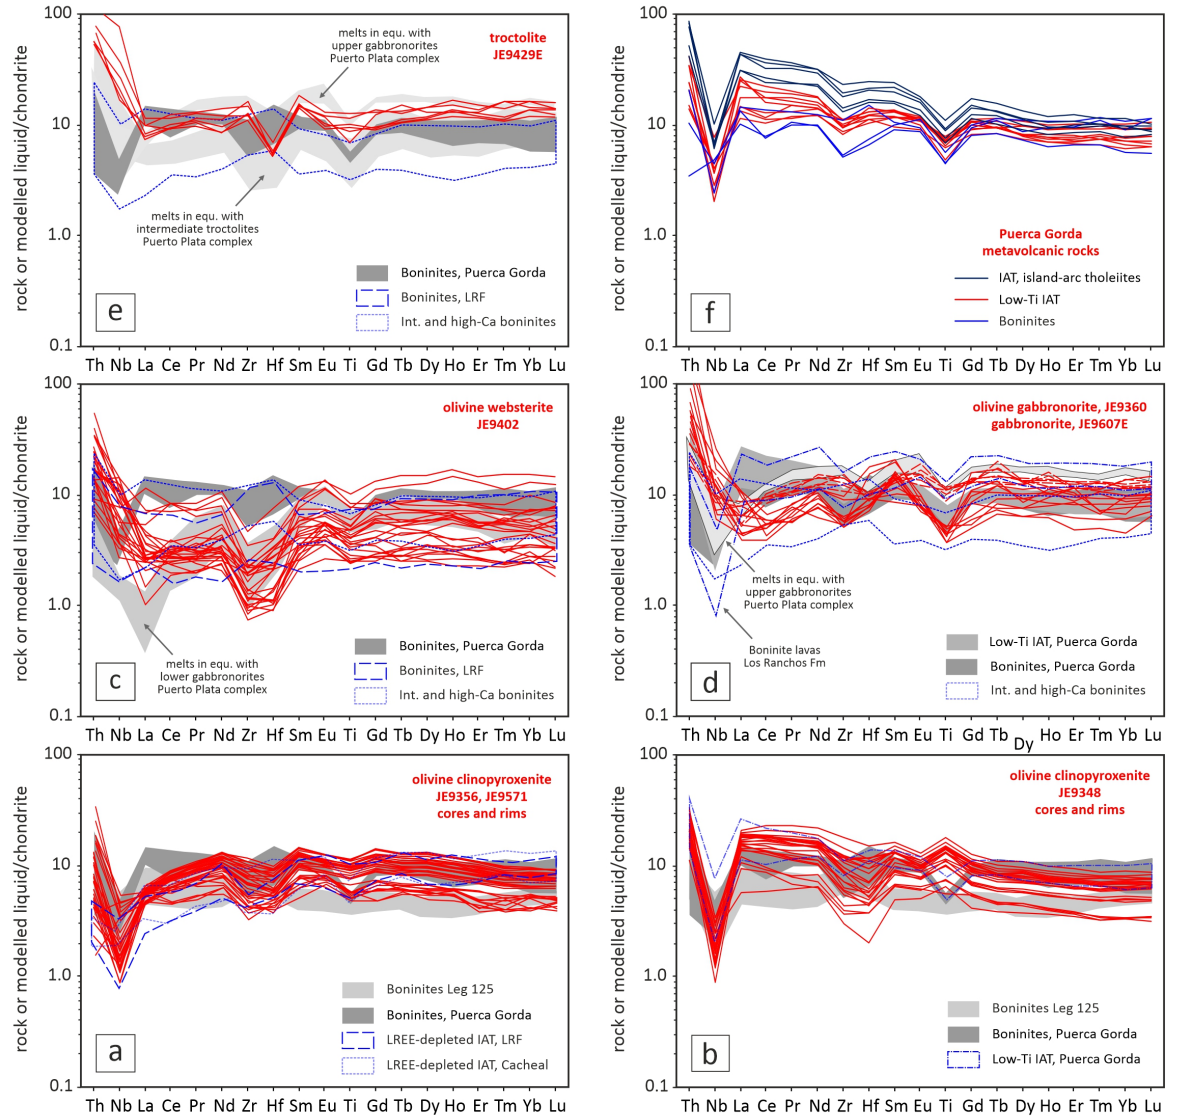 rock or modelled liquid/chondrite
100
10
1.0
0.1
melts in equ. with
upper gabbronorites
Puerto Plata complex
troctolite
JE9429E
melts in equ. with
intermediate troctolites
Puerto Plata complex
Boninites, Puerca Gorda
Boninites, LRF
Int. and high-Ca boninites
e
Th Nb La Ce Pr Nd Zr Hf Sm Eu Ti Gd Tb Dy Ho Er Tm Yb Lu
rock or modelled liquid/chondrite
100
10
1.0
0.1
Puerca Gorda
metavolcanic rocks
IAT, island-arc tholeiites
Low-Ti IAT
Boninites
f
Th Nb La Ce Pr Nd Zr Hf Sm Eu Ti Gd Tb Dy Ho Er Tm Yb Lu
rock or modelled liquid/chondrite
100
10
1.0
0.1
olivine websterite
JE9402
melts in equ. with
lower gabbronorites
Puerto Plata complex
Boninites, Puerca Gorda
Boninites, LRF
Int. and high-Ca boninites
c
Th Nb La Ce Pr Nd Zr Hf Sm Eu Ti Gd Tb Dy Ho Er Tm Yb Lu
rock or modelled liquid/chondrite
100
10
1.0
0.1
olivine gabbronorite, JE9360
gabbronorite, JE9607E
melts in equ. with
upper gabbronorites
Puerto Plata complex
Boninite lavas
Los Ranchos Fm
Low-Ti IAT, Puerca Gorda
Boninites, Puerca Gorda
Int. and high-Ca boninites
d
Th Nb La Ce Pr Nd Zr Hf Sm Eu Ti Gd Tb Dy Ho Er Tm Yb Lu
rock or modelled liquid/chondrite
100
10
1.0
0.1
olivine clinopyroxenite
JE9356, JE9571
cores and rims
Boninites Leg 125
Boninites, Puerca Gorda
LREE-depleted IAT, LRF
LREE-depleted IAT, Cacheal
a
Th Nb La Ce Pr Nd Zr Hf Sm Eu Ti Gd Tb Dy Ho Er Tm Yb Lu
rock or modelled liquid/chondrite
100
10
1.0
0.1
olivine clinopyroxenite
JE9348
cores and rims
Boninites Leg 125
Boninites, Puerca Gorda
Low-Ti IAT, Puerca Gorda
b
Th Nb La Ce Pr Nd Zr Hf Sm Eu Ti Gd Tb Dy Ho Er Tm Yb Lu